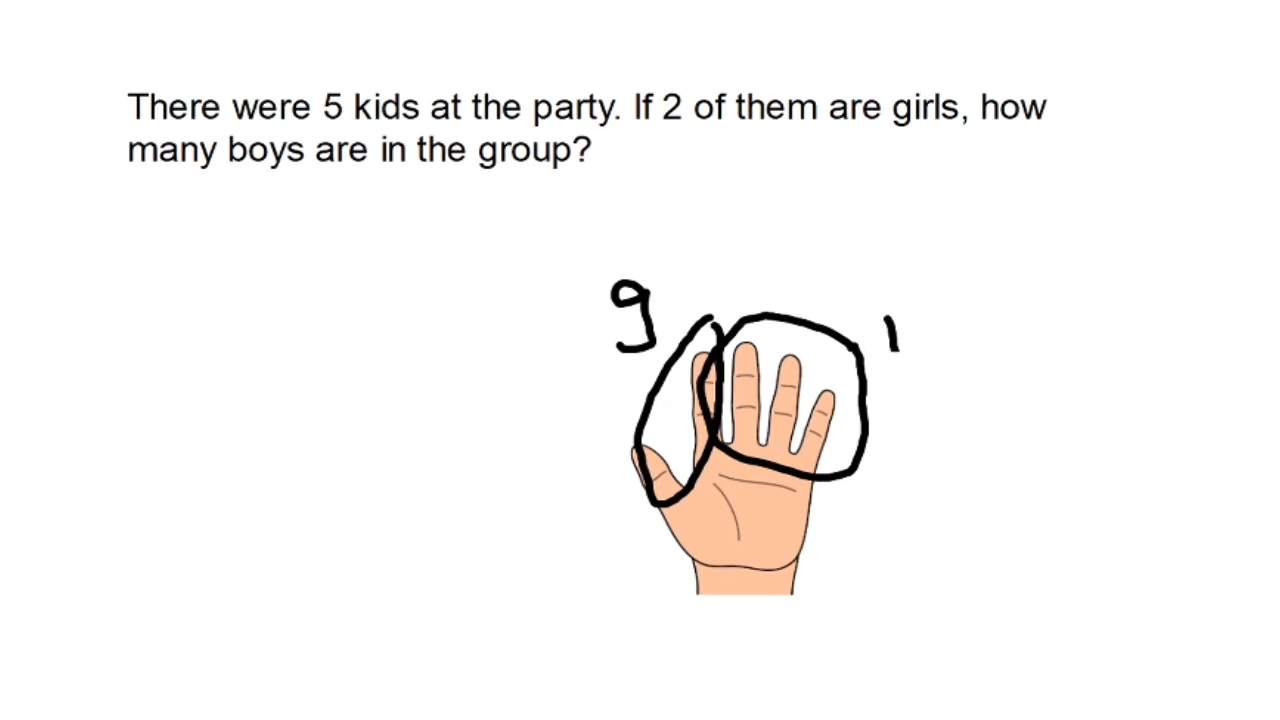 There were 5 kids at the party. If 2 of them are girls, how
many boys are in the group?
g